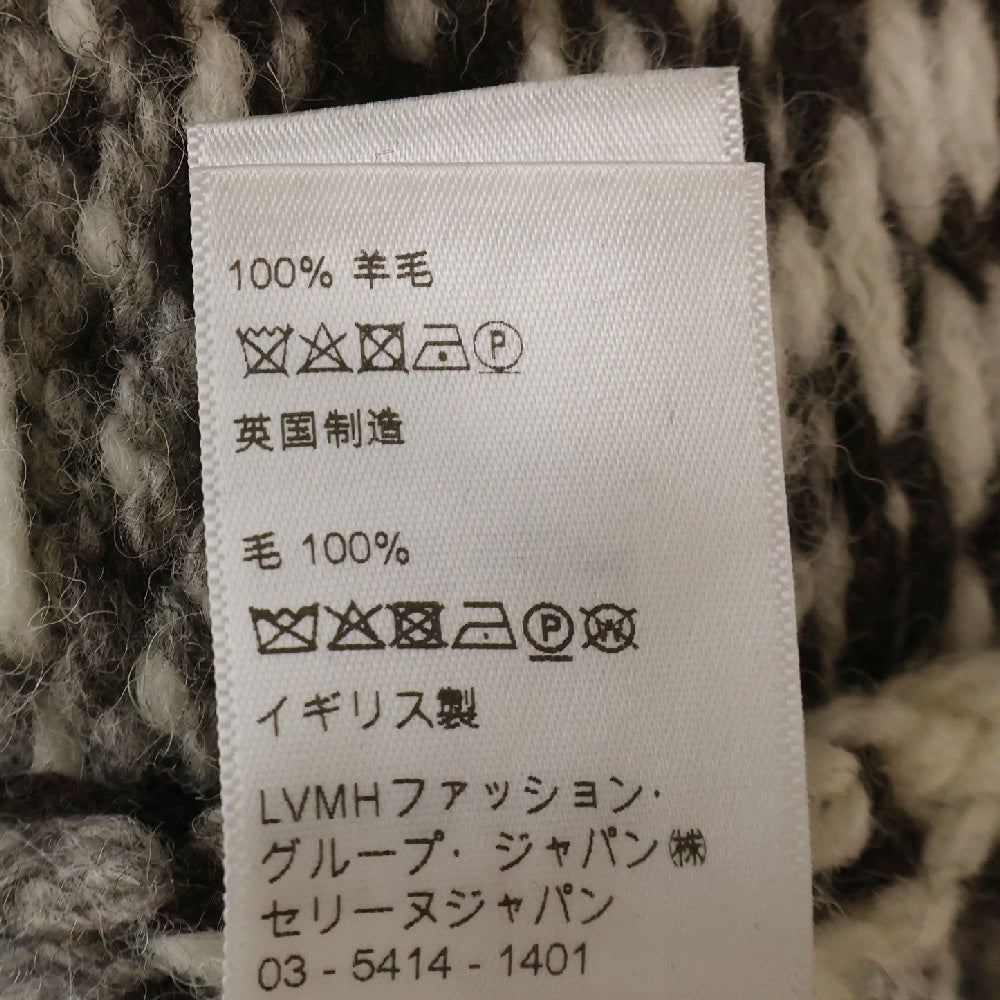 100% 羊毛
P
英国制造
毛 100%
P W
イギリス製
LVMHファッション・
グループ・ジャパン㈱
セリーヌジャパン
03 - 5414 - 1401